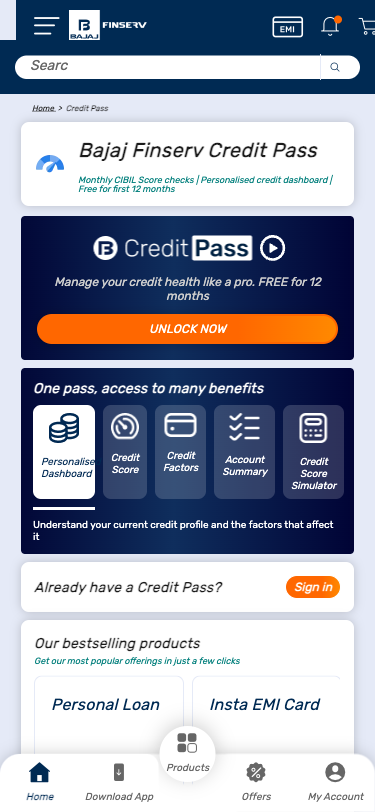 BAJAJ FINSERV
EMI
Searc
Home > Credit Pass
Bajaj Finserv Credit Pass
Monthly CIBIL Score checks | Personalised credit dashboard |
Free for first 12 months
Credit Pass
Manage your credit health like a pro. FREE for 12
months
UNLOCK NOW
One pass, access to many benefits
Personalise
Dashboard
Credit
Score
Credit
Factors
Account
Summary
Credit
Score
Simulator
Understand your current credit profile and the factors that affect
it
Already have a Credit Pass?
Sign in
Our bestselling products
Get our most popular offerings in just a few clicks
Personal Loan
Insta EMI Card
Home
Download App
Products
Offers
My Account